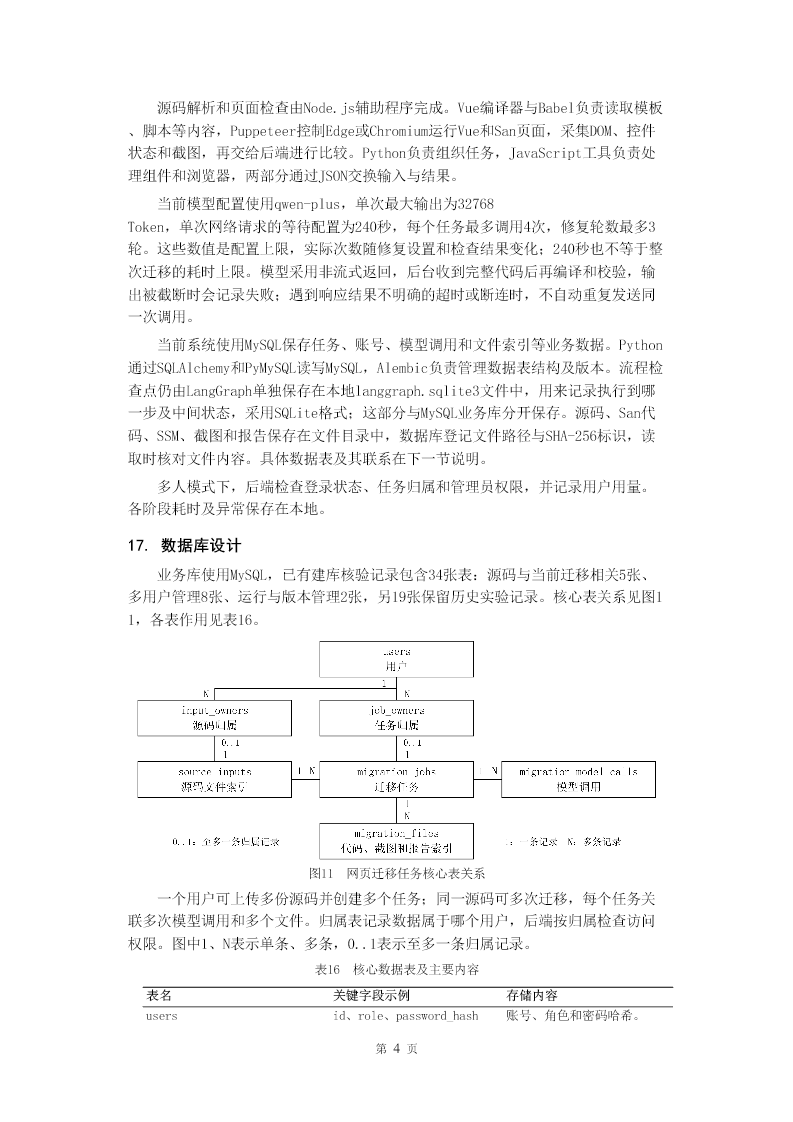 源码解析和页面检查由Node.js辅助程序完成。Vue编译器与Babel负责读取模板
、脚本等内容，Puppeteer控制Edge或Chromium运行Vue和San页面，采集DOM、控件
状态和截图，再交给后端进行比较。Python负责组织任务，JavaScript工具负责处
理组件和浏览器，两部分通过JSON交换输入与结果。
当前模型配置使用qwen-plus，单次最大输出为32768
Token，单次网络请求的等待配置为240秒，每个任务最多调用4次，修复轮数最多3
轮。这些数值是配置上限，实际次数随修复设置和检查结果变化；240秒也不等于整
次迁移的耗时上限。模型采用非流式返回，后台收到完整代码后再编译和校验，输
出被截断时会记录失败；遇到响应结果不明确的超时或断连时，不自动重复发送同
一次调用。
当前系统使用MySQL保存任务、账号、模型调用和文件索引等业务数据。Python
通过SQLAlchemy和PyMySQL读写MySQL，Alembic负责管理数据表结构及版本。流程检
查点仍由LangGraph单独保存在本地langgraph.sqlite3文件中，用来记录执行到哪
一步及中间状态，采用SQLite格式；这部分与MySQL业务库分开保存。源码、San代
码、SSM、截图和报告保存在文件目录中，数据库登记文件路径与SHA-256标识，读
取时核对文件内容。具体数据表及其联系在下一节说明。
多人模式下，后端检查登录状态、任务归属和管理员权限，并记录用户用量。
各阶段耗时及异常保存在本地。
17. 数据库设计
业务库使用MySQL，已有建库核验记录包含34张表：源码与当前迁移相关5张、
多用户管理8张、运行与版本管理2张，另19张保留历史实验记录。核心表关系见图1
1，各表作用见表16。
users
用户
1
N N
input_owners job_owners
源码归属 任务归属
0..1 0..1
1 1
source_inputs 1 N migration_jobs 1 N migration_model_calls
源码文件索引 迁移任务 模型调用
1
N
migration_files
代码、截图和报告索引
0..1：至多一条归属记录 1：一条记录 N：多条记录
图11 网页迁移任务核心表关系
一个用户可上传多份源码并创建多个任务；同一源码可多次迁移，每个任务关
联多次模型调用和多个文件。归属表记录数据属于哪个用户，后端按归属检查访问
权限。图中1、N表示单条、多条，0..1表示至多一条归属记录。
表16 核心数据表及主要内容
表名 关键字段示例 存储内容
users id、role、password_hash 账号、角色和密码哈希。
第 4 页